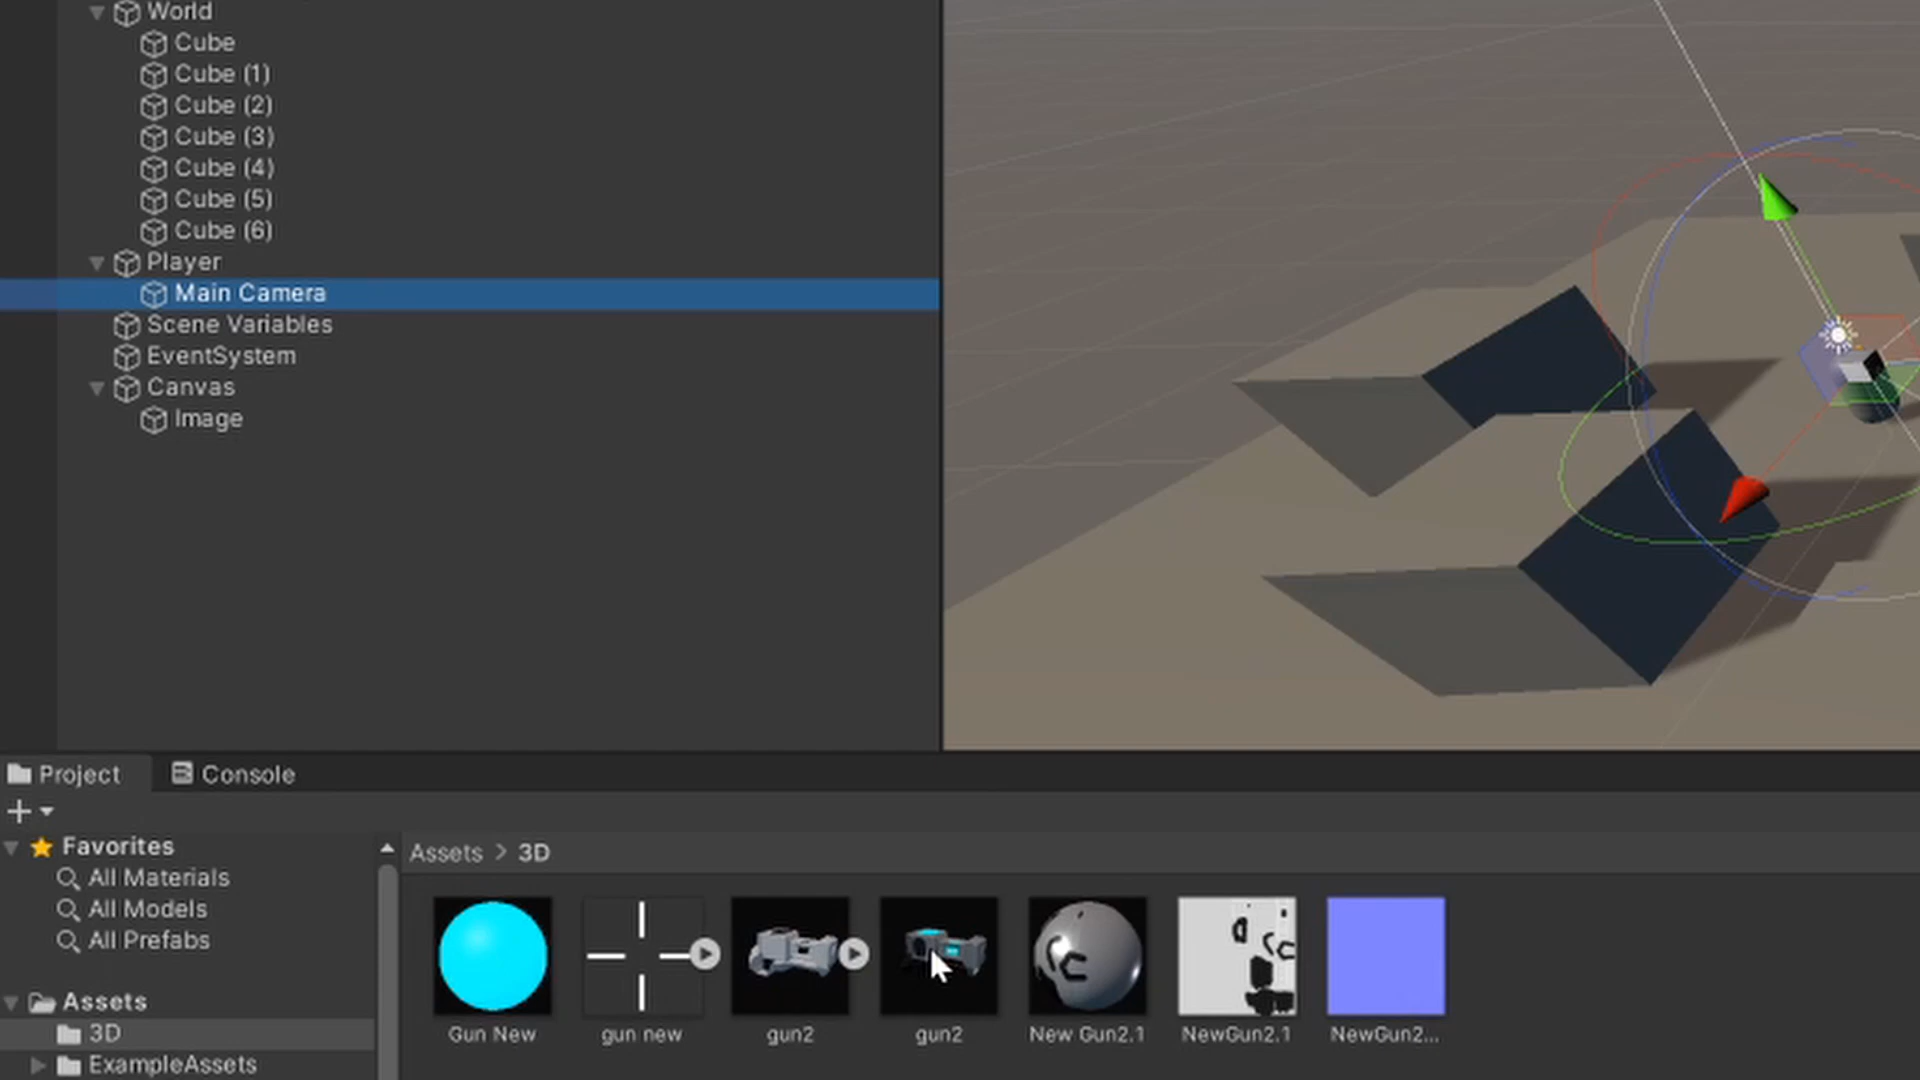 World
Cube
Cube (1)
Cube (2)
Cube (3)
Cube (4)
Cube (5)
Cube (6)
Player
Main Camera
Scene Variables
EventSystem
Canvas
Image
Project
Console
Favorites
All Materials
All Models
All Prefabs
Assets
3D
ExampleAssets
Assets > 3D
Gun New
gun new
gun2
gun2
New Gun2.1
NewGun2.1
NewGun2...